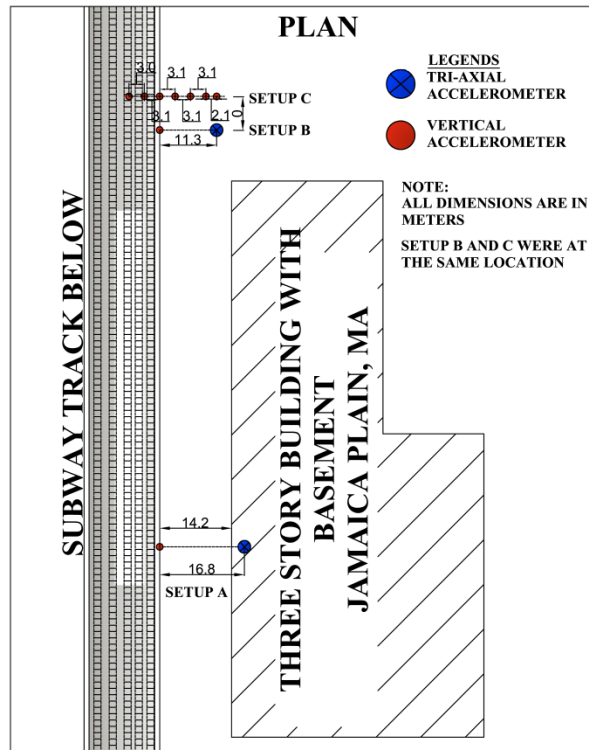 PLAN
LEGENDS
TRI-AXIAL
ACCELEROMETER
VERTICAL
ACCELEROMETER
NOTE:
ALL DIMENSIONS ARE IN
METERS
SETUP B AND C WERE AT
THE SAME LOCATION
3.0
3.1
3.1
SETUP C
3.1
3.1
2.1
0
SETUP B
11.3
SUBWAY TRACK BELOW
THREE STORY BUILDING WITH
BASEMENT
JAMAICA PLAIN, MA
14.2
16.8
SETUP A